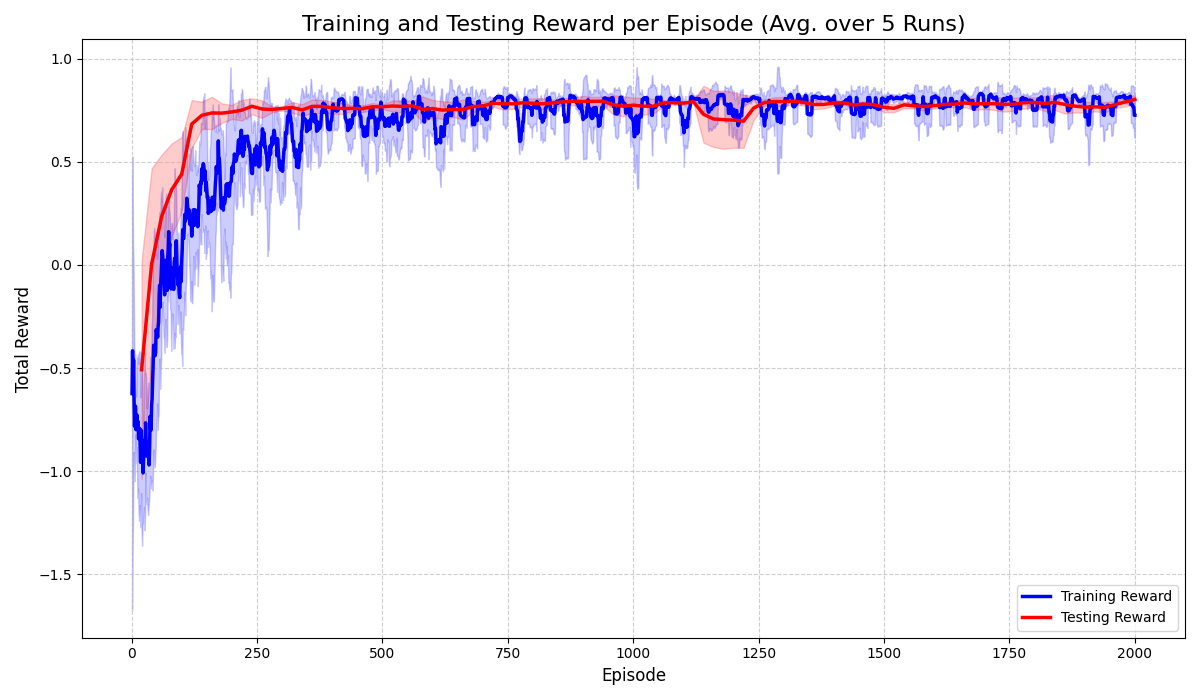 Training and Testing Reward per Episode (Avg. over 5 Runs)
Total Reward
1.0
0.5
0.0
−0.5
−1.0
−1.5
0 250 500 750 1000 1250 1500 1750 2000
Episode
Training Reward
Testing Reward